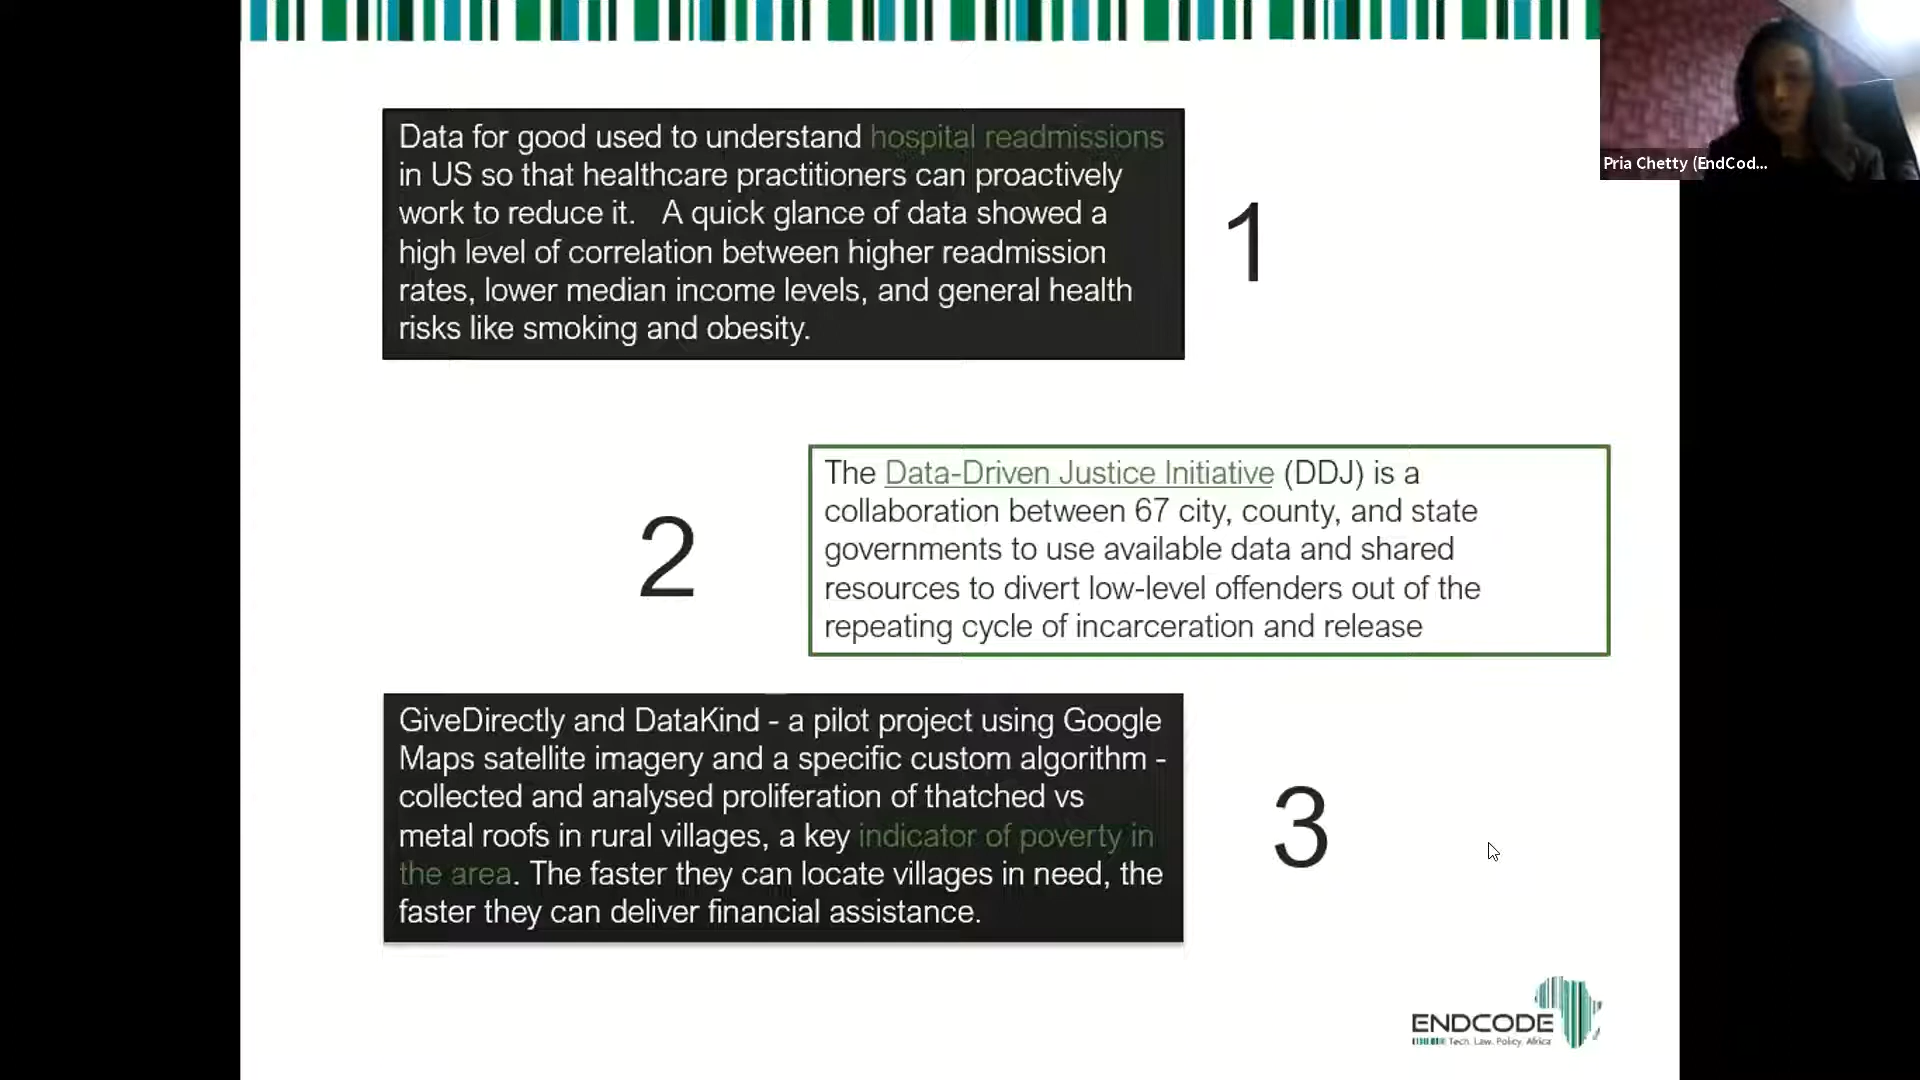 Pria Chetty (EndCod...
Data for good used to understand hospital readmissions
in US so that healthcare practitioners can proactively
work to reduce it.   A quick glance of data showed a
high level of correlation between higher readmission
rates, lower median income levels, and general health
risks like smoking and obesity.
1
2
The Data-Driven Justice Initiative (DDJ) is a
collaboration between 67 city, county, and state
governments to use available data and shared
resources to divert low-level offenders out of the
repeating cycle of incarceration and release
GiveDirectly and DataKind - a pilot project using Google
Maps satellite imagery and a specific custom algorithm -
collected and analysed proliferation of thatched vs
metal roofs in rural villages, a key indicator of poverty in
the area. The faster they can locate villages in need, the
faster they can deliver financial assistance.
3
ENDCODE
Tech. Law. Policy. Africa